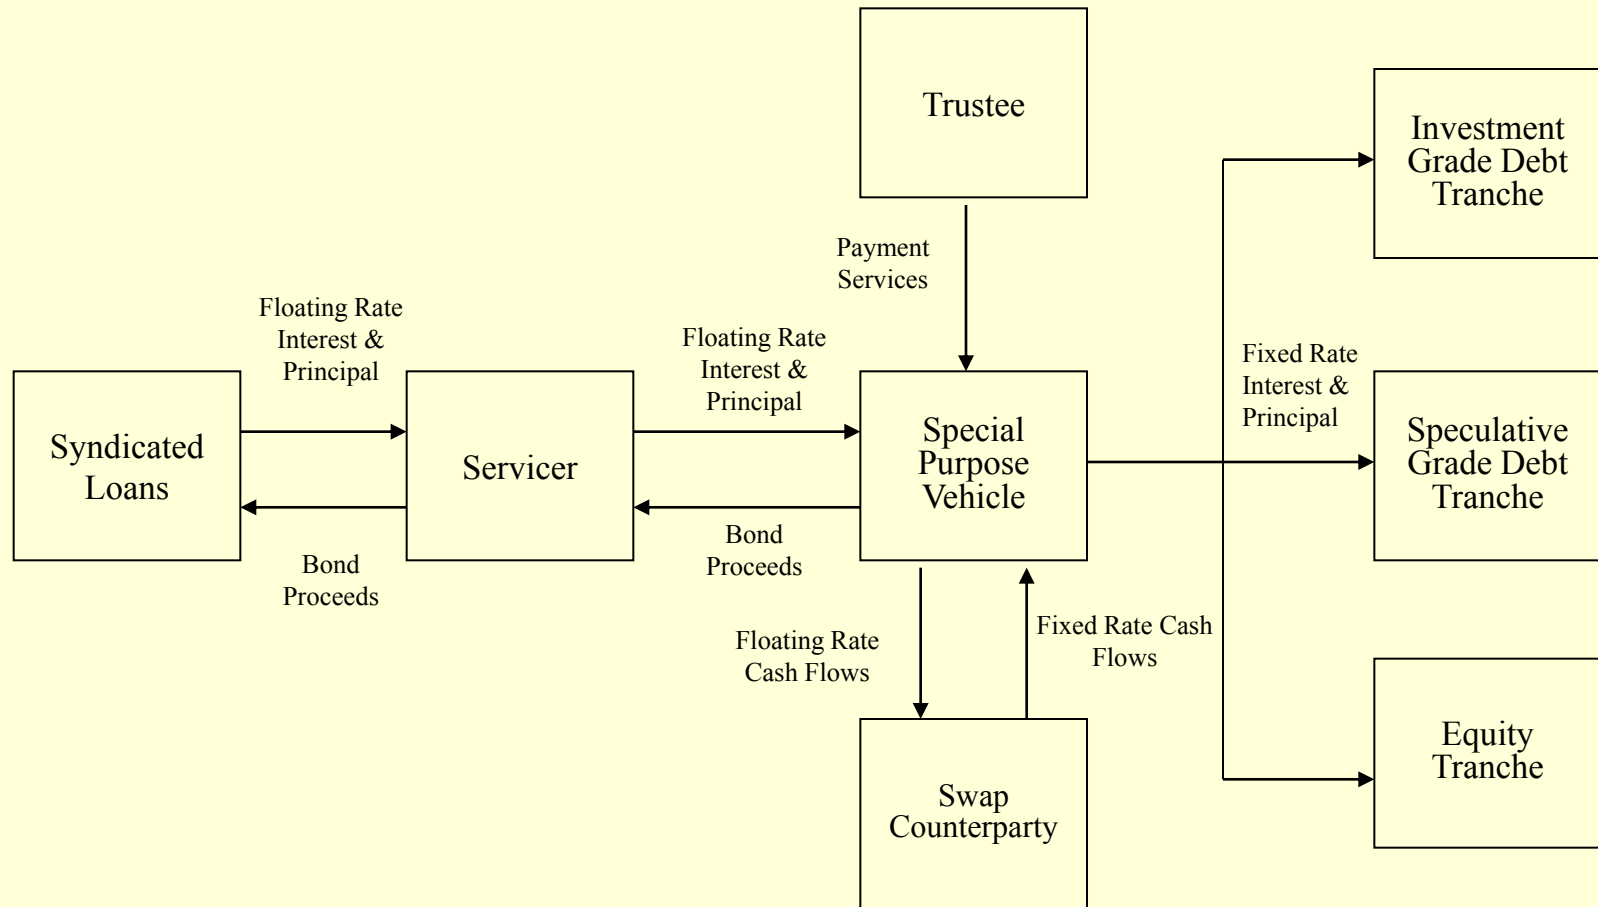 Trustee
Investment
Grade Debt
Tranche
Payment
Services
Floating Rate
Interest &
Principal
Floating Rate
Interest &
Principal
Fixed Rate
Interest &
Principal
Syndicated
Loans
Servicer
Special
Purpose
Vehicle
Speculative
Grade Debt
Tranche
Bond
Proceeds
Bond
Proceeds
Floating Rate
Cash Flows
Fixed Rate Cash
Flows
Equity
Tranche
Swap
Counterparty